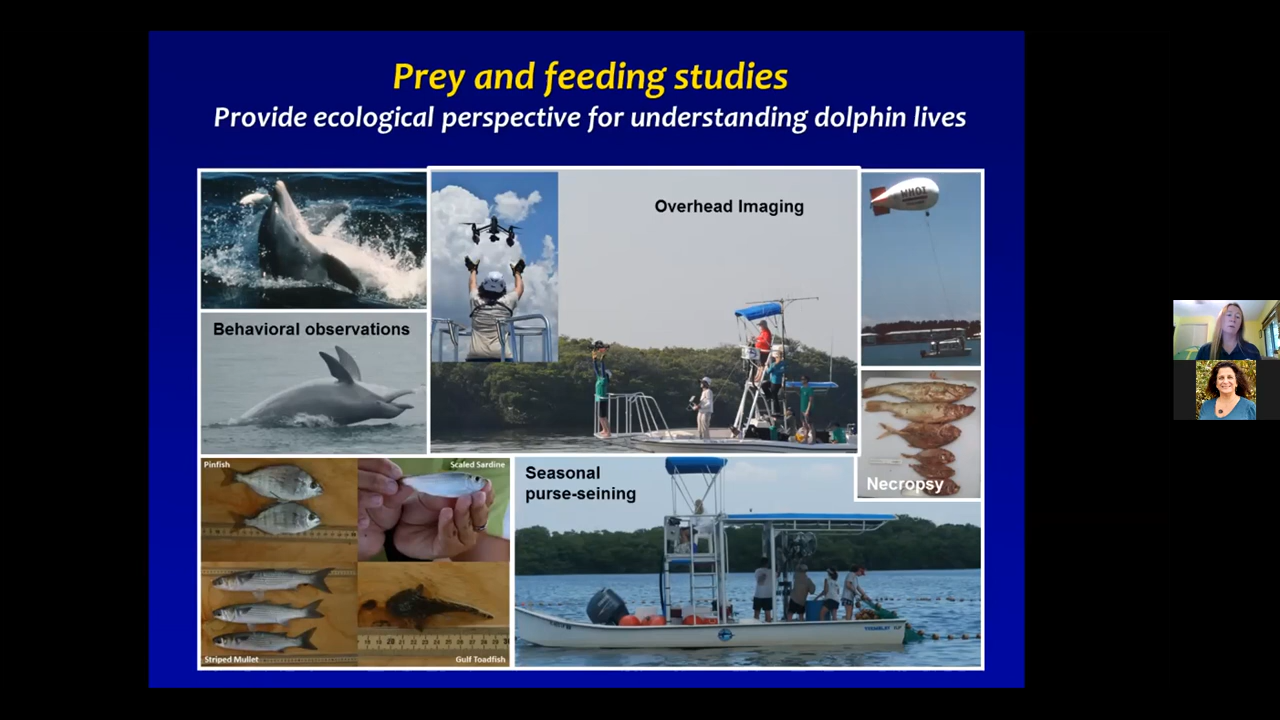 Prey and feeding studies
Provide ecological perspective for understanding dolphin lives
Overhead Imaging
WHOI
Behavioral observations
Necropsy
Pinfish
Scaled Sardine
Seasonal
purse-seining
Striped Mullet
Gulf Toadfish